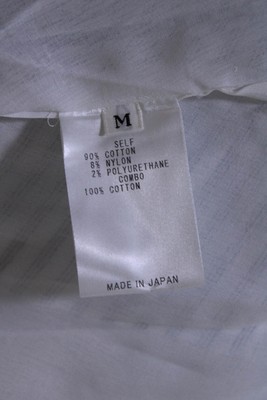 M
SELF
90% COTTON
8% NYLON
2% POLYURETHANE
COMBO
100% COTTON
MADE IN JAPAN